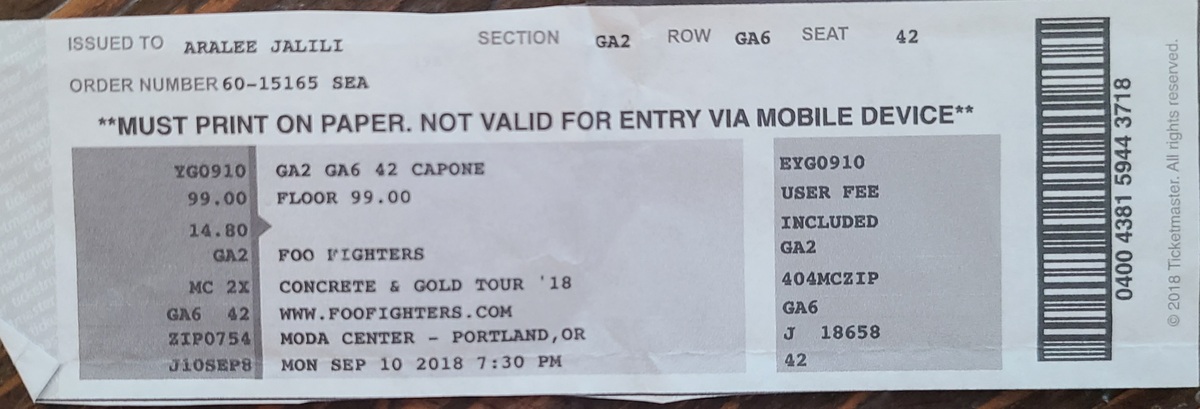 ISSUED TO ARALEE JALILI SECTION GA2 ROW GA6 SEAT 42
ORDER NUMBER 60-15165 SEA
**MUST PRINT ON PAPER. NOT VALID FOR ENTRY VIA MOBILE DEVICE**
YG0910 GA2 GA6 42 CAPONE
99.00 FLOOR 99.00
14.80
GA2 FOO FIGHTERS
MC 2X CONCRETE & GOLD TOUR '18
GA6 42 WWW.FOOFIGHTERS.COM
ZIP0754 MODA CENTER - PORTLAND,OR
J10SEP8 MON SEP 10 2018 7:30 PM
EYG0910
USER FEE
INCLUDED
GA2
404MCZIP
GA6
J 18658
42
0400 4381 5944 3718
© 2018 Ticketmaster. All rights reserved.